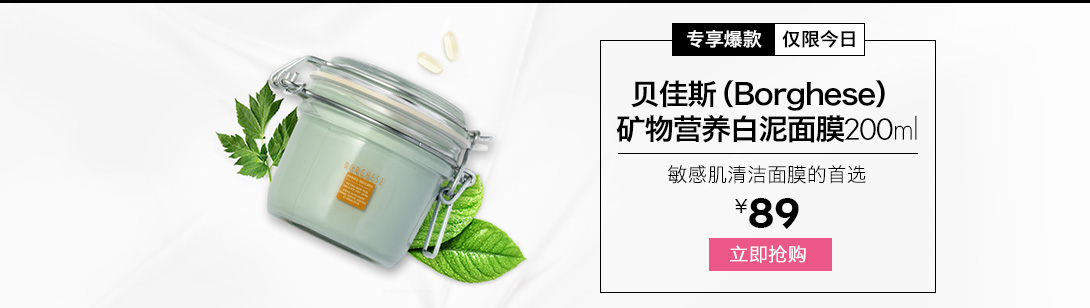 专享爆款 仅限今日
贝佳斯（Borghese）
矿物营养白泥面膜200ml
敏感肌清洁面膜的首选
¥89
立即抢购
BORGHESE